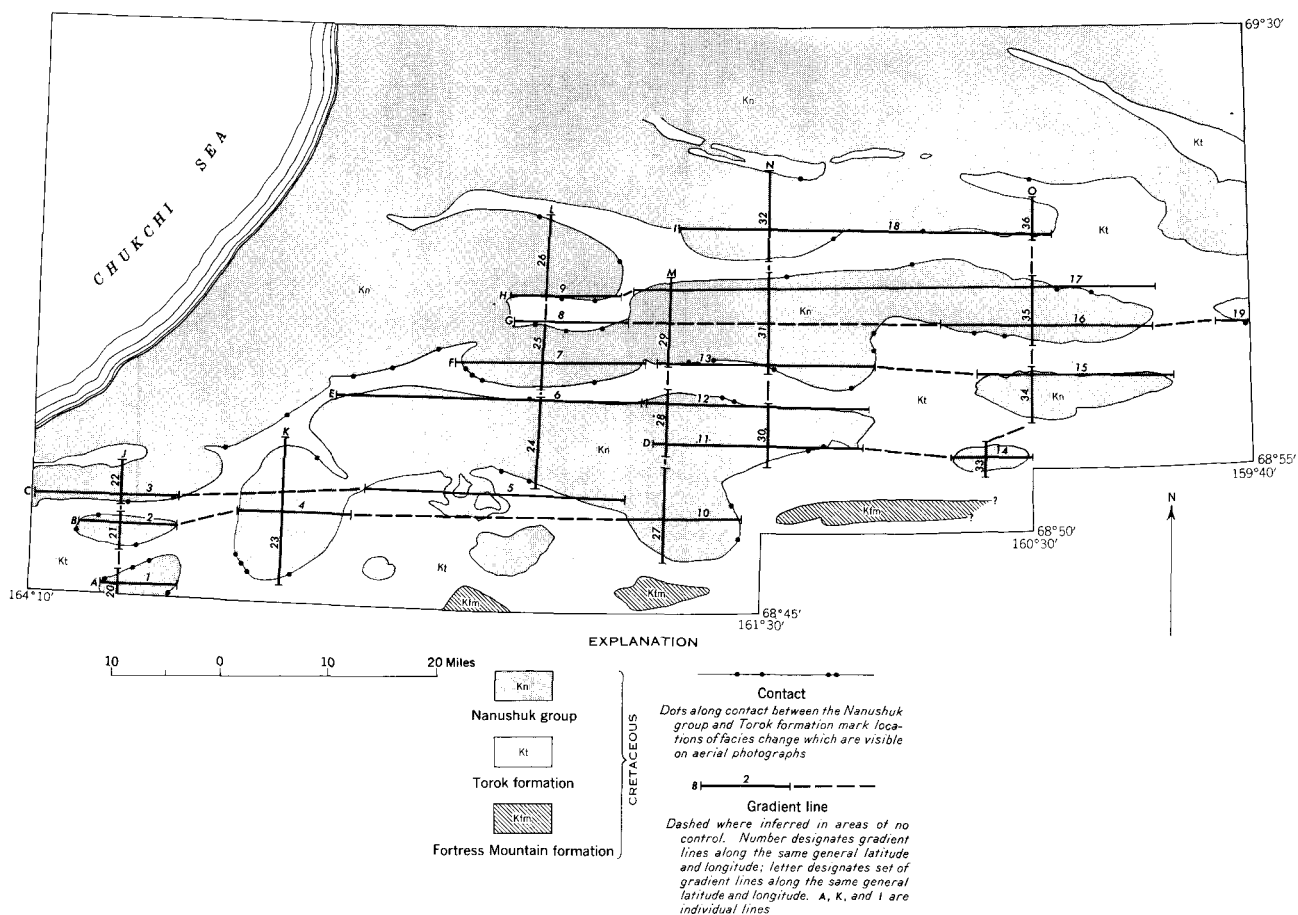 69°30'
CHUKCHI SEA
Kn
Kt
N
O
32
36
I
18
Kt
L
26
M
H
9
17
Kn
G
8
Kn
35
16
19
25
29
31
F
7
13
15
E
6
12
Kt
34
Kn
K
24
Kn
28
D
11
30
14
33
68°55'
159°40'
J
22
C
3
5
B
2
21
4
10
Kfm
?
?
N
68°50'
160°30'
23
27
Kt
Kt
A
1
20
164°10'
Kfm
Kfm
68°45'
161°30'
EXPLANATION
10 0 10 20 Miles
Kn
Nanushuk group
Kt
Torok formation
Kfm
Fortress Mountain formation
CRETACEOUS
Contact
Dots along contact between the Nanushuk
group and Torok formation mark loca-
tions of facies change which are visible
on aerial photographs
B 2
Gradient line
Dashed where inferred in areas of no
control. Number designates gradient
lines along the same general latitude
and longitude; letter designates set of
gradient lines along the same general
latitude and longitude. A, K, and I are
individual lines